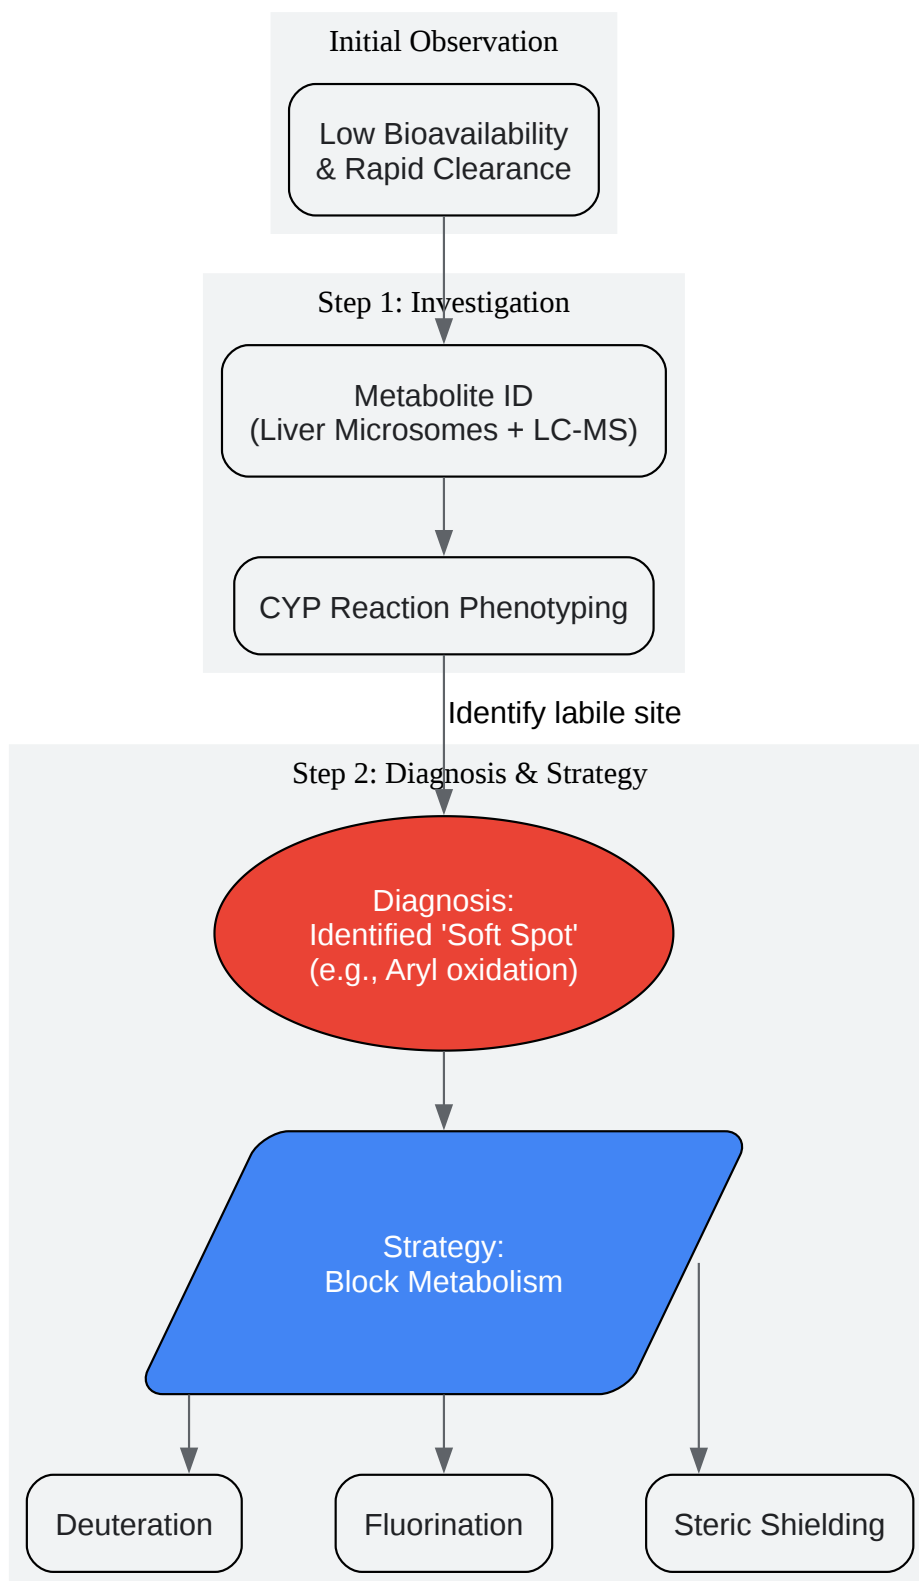 Initial Observation
Low Bioavailability
& Rapid Clearance
Step 1: Investigation
Metabolite ID
(Liver Microsomes + LC-MS)
CYP Reaction Phenotyping
Identify labile site
Step 2: Diagnosis & Strategy
Diagnosis:
Identified 'Soft Spot'
(e.g., Aryl oxidation)
Strategy:
Block Metabolism
Deuteration
Fluorination
Steric Shielding